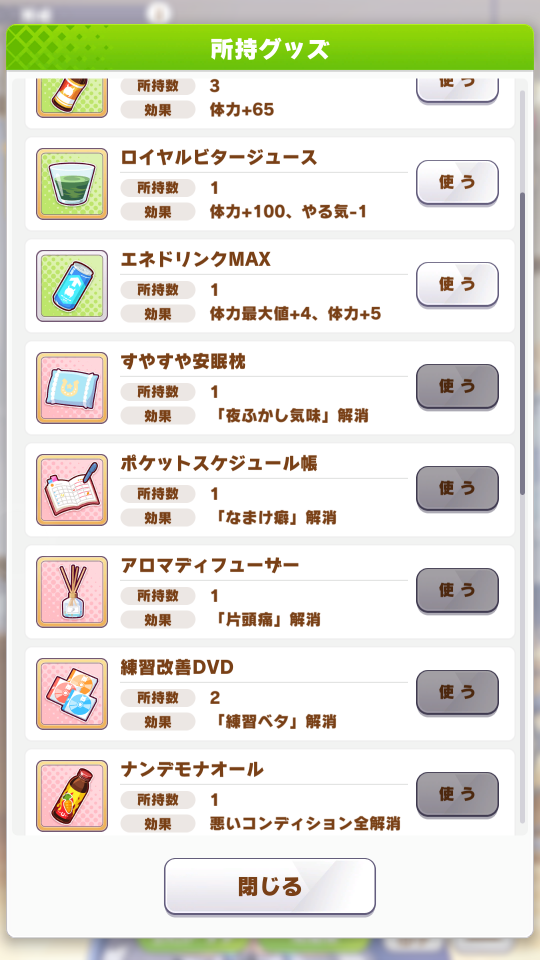 所持グッズ
所持数 3
使う
効果 体力+65
ロイヤルビタージュース
所持数 1
使う
効果 体力+100、やる気-1
エネドリンクMAX
所持数 1
使う
効果 体力最大値+4、体力+5
すやすや安眠枕
所持数 1
使う
効果 「夜ふかし気味」解消
ポケットスケジュール帳
所持数 1
使う
効果 「なまけ癖」解消
アロマディフューザー
所持数 1
使う
効果 「片頭痛」解消
練習改善DVD
所持数 2
使う
効果 「練習ベタ」解消
ナンデモナオール
所持数 1
使う
効果 悪いコンディション全解消
閉じる